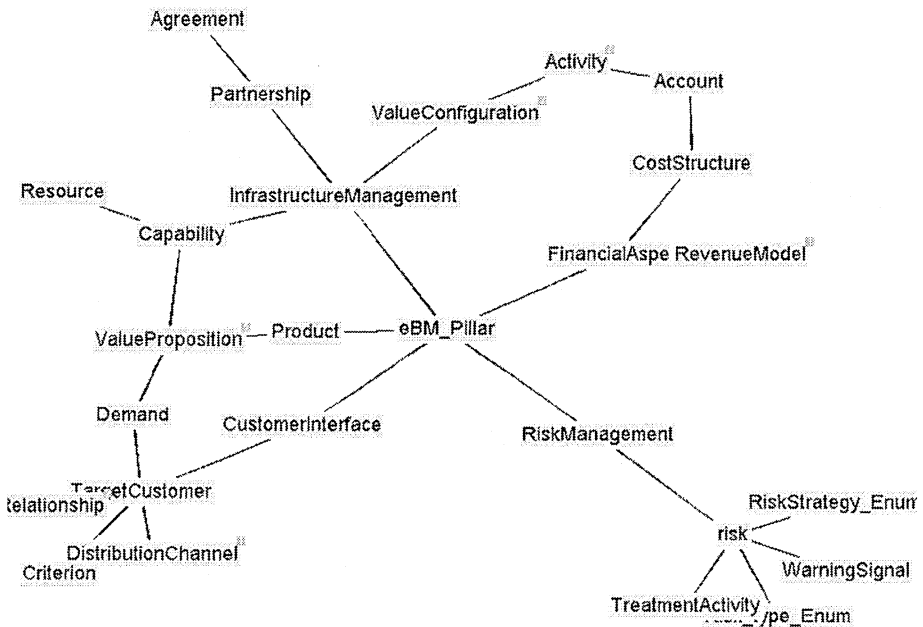 Agreement
Activity
Account
Partnership
ValueConfiguration
CostStructure
Resource
InfrastructureManagement
Capability
FinancialAspe RevenueModel
ValueProposition
Product
eBM_Pillar
Demand
CustomerInterface
RiskManagement
TargetCustomer
Relationship
RiskStrategy_Enum
risk
DistributionChannel
Criterion
WarningSignal
TreatmentActivity